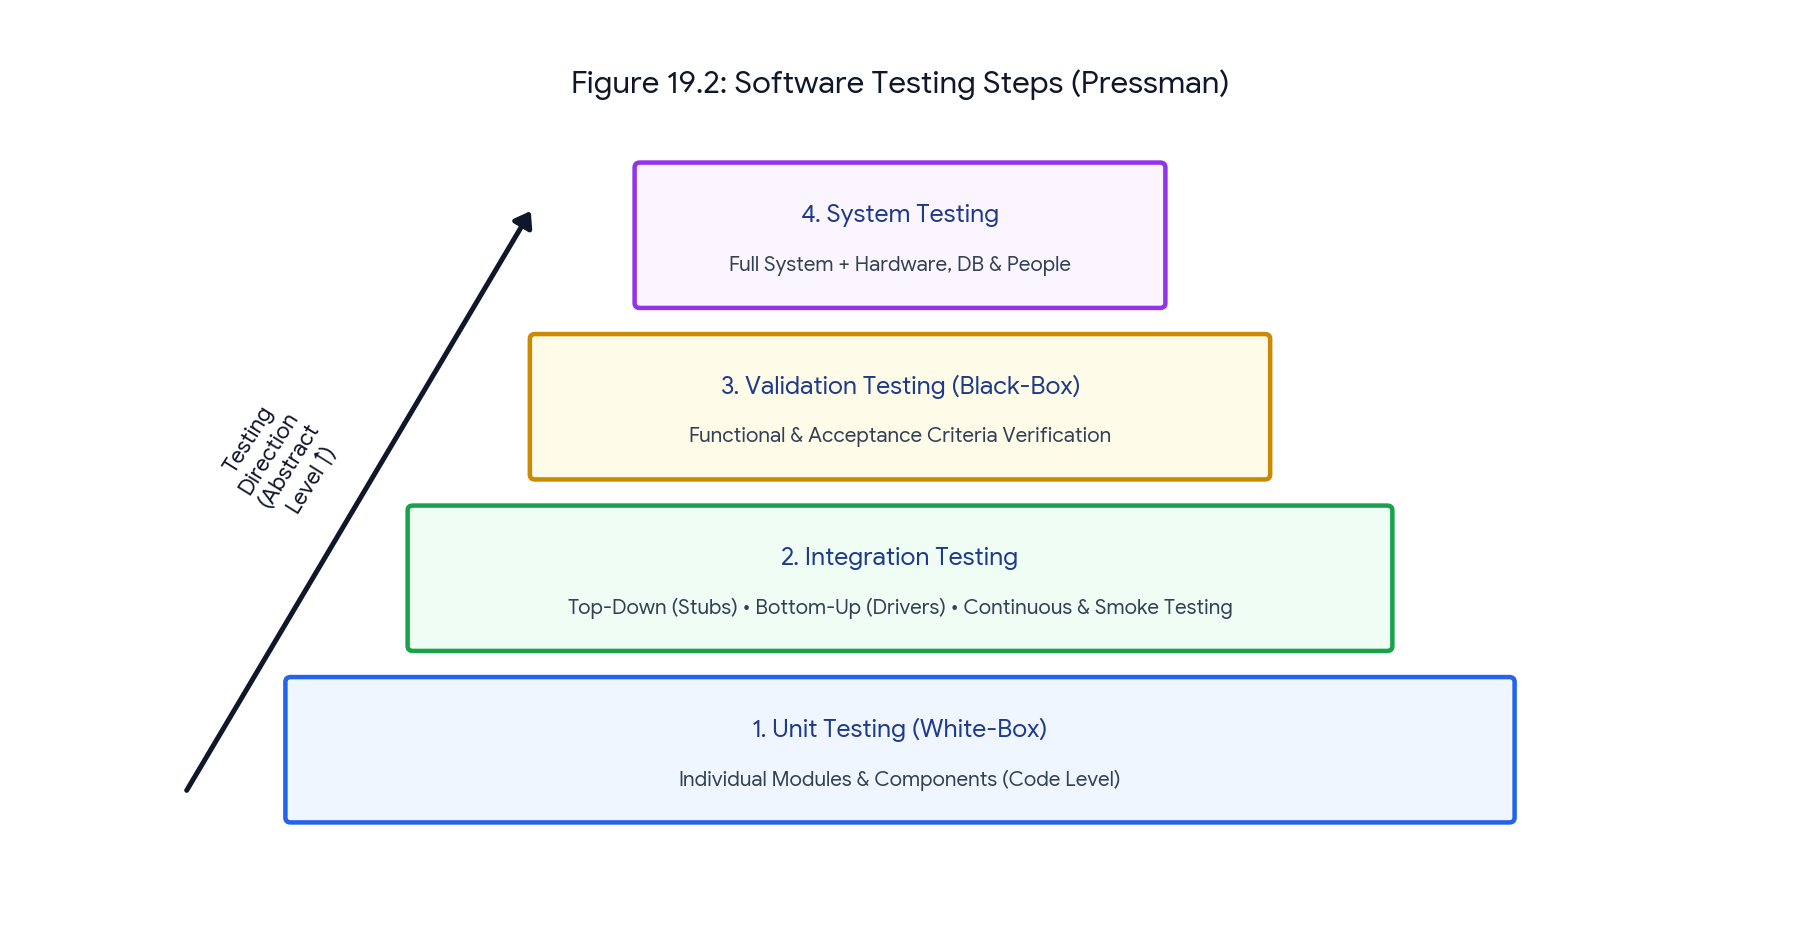 Figure 19.2: Software Testing Steps (Pressman)
4. System Testing
Full System + Hardware, DB & People
3. Validation Testing (Black-Box)
Functional & Acceptance Criteria Verification
Testing
Direction
(Abstract
Level ↑)
2. Integration Testing
Top-Down (Stubs) • Bottom-Up (Drivers) • Continuous & Smoke Testing
1. Unit Testing (White-Box)
Individual Modules & Components (Code Level)